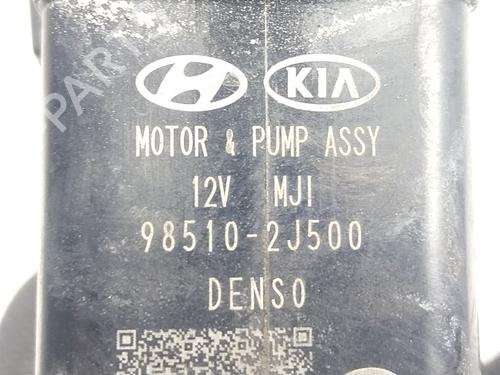 KIA
MOTOR & PUMP ASSY
12V MJI
98510-2J500
DENSO